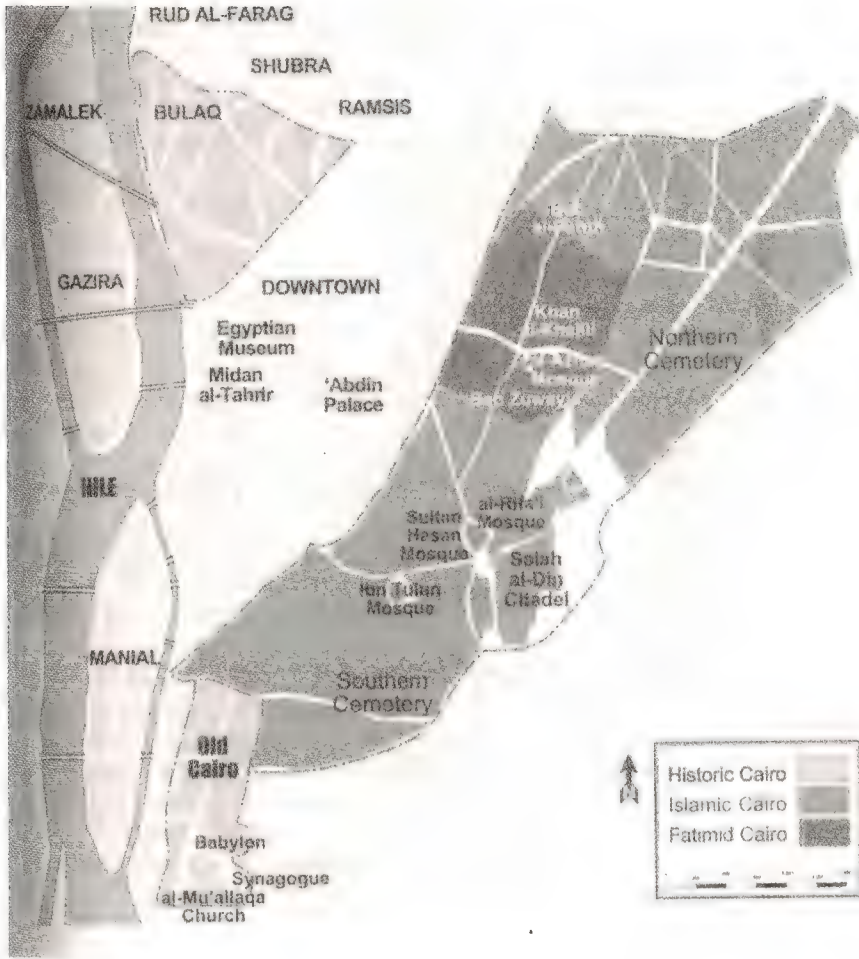 RUD AL-FARAG
SHUBRA
ZAMALEK
BULAQ
RAMSIS
GAZIRA
DOWNTOWN
Egyptian
Museum
Midan
al-Tahrir
'Abdin
Palace
Khan
Northern
Cemetery
NILE
al-Rifa'i
Mosque
Sultan
Hasan
Mosque
Salah
al-Din
Citadel
Ibn Tulun
Mosque
MANIAL
Southern
Cemetery
Old
Cairo
Babylon
Synagogue
al-Mu'allaqa
Church
Historic Cairo
Islamic Cairo
Fatimid Cairo